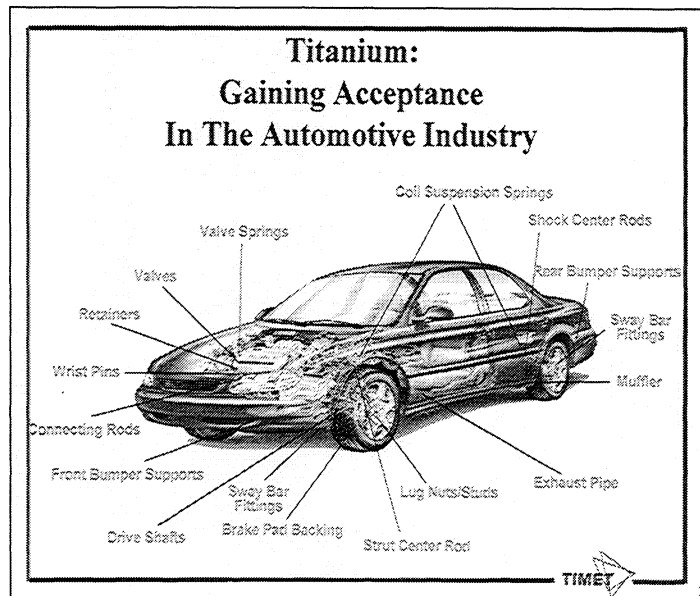 Titanium:
Gaining Acceptance
In The Automotive Industry
Coil Suspension Springs
Shock Center Rods
Valve Springs
Rear Bumper Supports
Valves
Retainers
Sway Bar
Fittings
Wrist Pins
Muffler
Connecting Rods
Front Bumper Supports
Sway Bar
Fittings
Lug Nuts/Studs
Exhaust Pipe
Drive Shafts
Brake Pad Backing
Strut Center Rod
TIMET